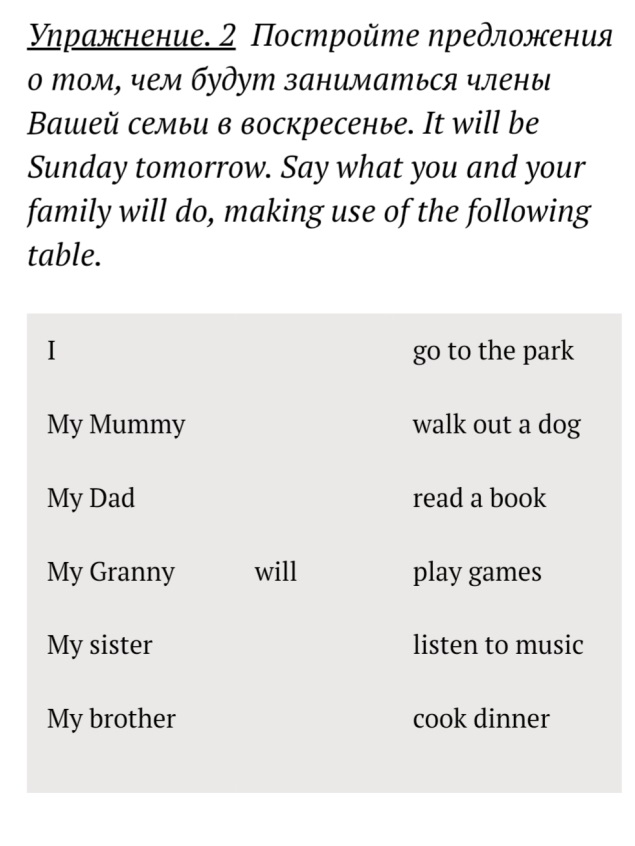 Упражнение. 2 Постройте предложения
о том, чем будут заниматься члены
Вашей семьи в воскресенье. It will be
Sunday tomorrow. Say what you and your
family will do, making use of the following
table.
I go to the park
My Mummy walk out a dog
My Dad read a book
My Granny will play games
My sister listen to music
My brother cook dinner